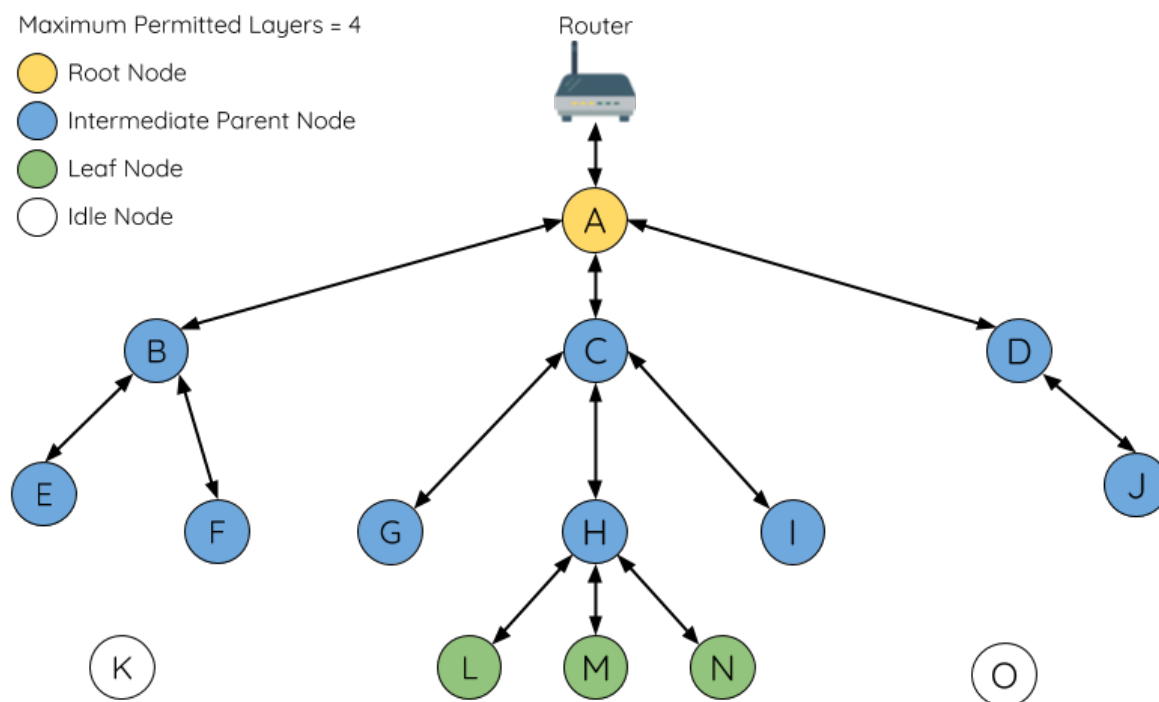 Maximum Permitted Layers = 4
Router
Root Node
Intermediate Parent Node
Leaf Node
Idle Node
A
B
C
D
E
F
G
H
I
J
K
L
M
N
O